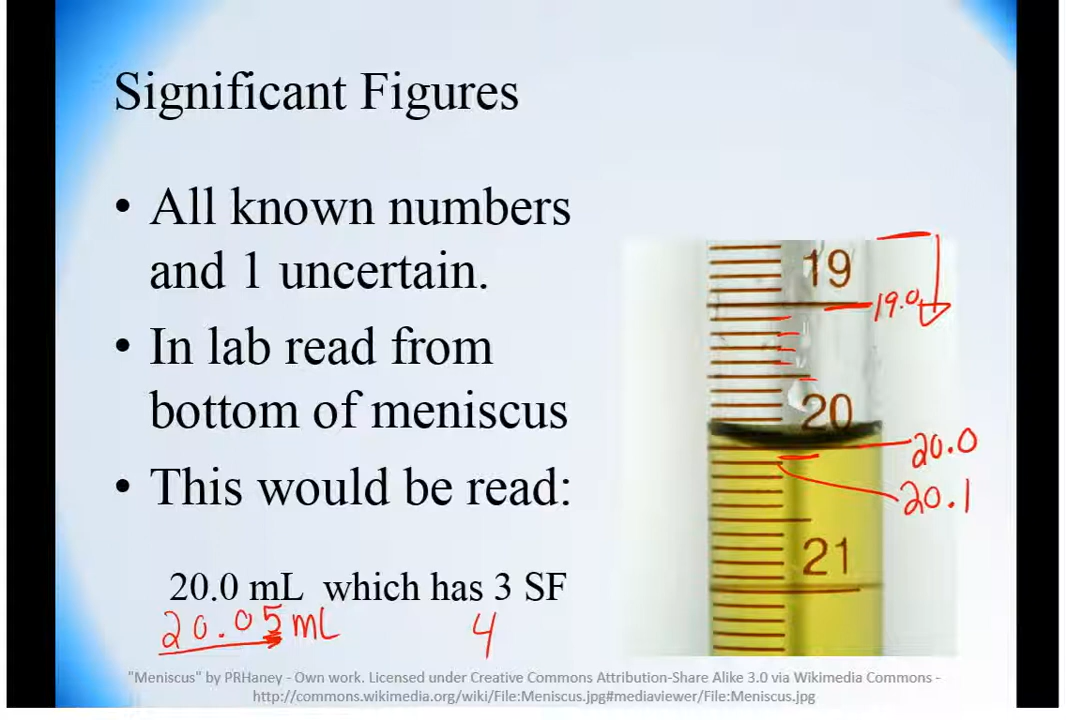 Significant Figures
• All known numbers
and 1 uncertain.
• In lab read from
bottom of meniscus
• This would be read:
20.0 mL which has 3 SF
20.05 mL 4
19
19.0
20
20.0
20.1
21
"Meniscus" by PRHaney - Own work. Licensed under Creative Commons Attribution-Share Alike 3.0 via Wikimedia Commons -
http://commons.wikimedia.org/wiki/File:Meniscus.jpg#mediaviewer/File:Meniscus.jpg